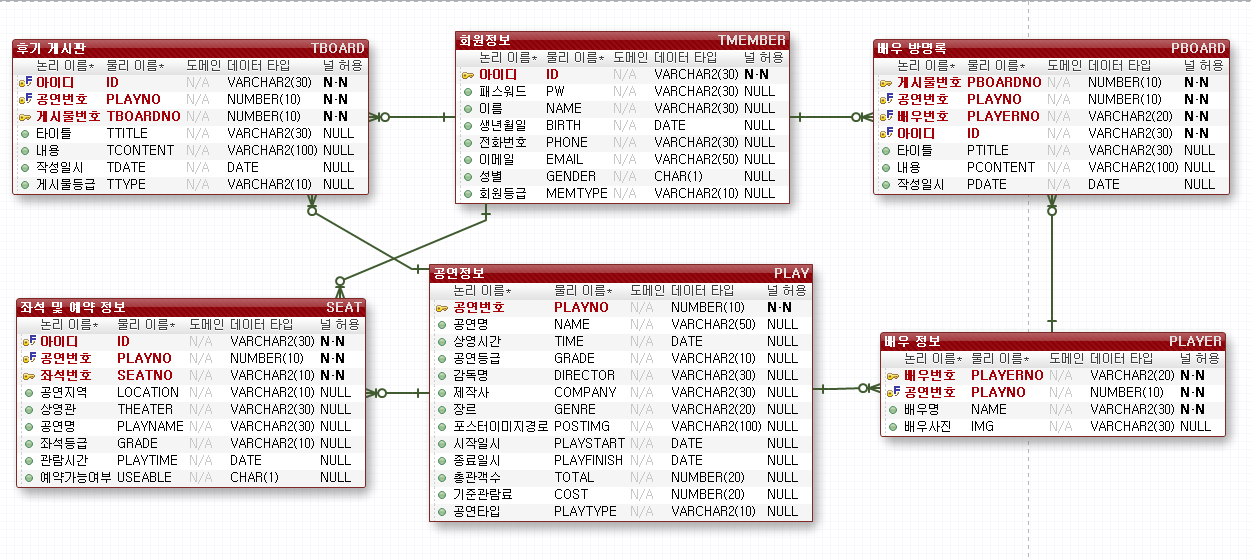 후기 게시판 TBOARD
논리 이름* 물리 이름* 도메인 데이터 타입 널 허용
아이디 ID N/A VARCHAR2(30) N-N
공연번호 PLAYNO N/A NUMBER(10) N-N
게시물번호 TBOARDNO N/A NUMBER(10) N-N
타이틀 TTITLE N/A VARCHAR2(30) NULL
내용 TCONTENT N/A VARCHAR2(100) NULL
작성일시 TDATE N/A DATE NULL
게시물등급 TTYPE N/A VARCHAR2(10) NULL
회원정보 TMEMBER
논리 이름* 물리 이름* 도메인 데이터 타입 널 허용
아이디 ID N/A VARCHAR2(30) N-N
패스워드 PW N/A VARCHAR2(30) NULL
이름 NAME N/A VARCHAR2(30) NULL
생년월일 BIRTH N/A DATE NULL
전화번호 PHONE N/A VARCHAR2(30) NULL
이메일 EMAIL N/A VARCHAR2(50) NULL
성별 GENDER N/A CHAR(1) NULL
회원등급 MEMTYPE N/A VARCHAR2(10) NULL
배우 방명록 PBOARD
논리 이름* 물리 이름* 도메인 데이터 타입 널 허용
게시물번호 PBOARDNO N/A NUMBER(10) N-N
공연번호 PLAYNO N/A NUMBER(10) N-N
배우번호 PLAYERNO N/A VARCHAR2(20) N-N
아이디 ID N/A VARCHAR2(30) N-N
타이틀 PTITLE N/A VARCHAR2(30) NULL
내용 PCONTENT N/A VARCHAR2(100) NULL
작성일시 PDATE N/A DATE NULL
좌석 및 예약 정보 SEAT
논리 이름* 물리 이름* 도메인 데이터 타입 널 허용
아이디 ID N/A VARCHAR2(30) N-N
공연번호 PLAYNO N/A NUMBER(10) N-N
좌석번호 SEATNO N/A VARCHAR2(10) N-N
공연지역 LOCATION N/A VARCHAR2(10) NULL
상영관 THEATER N/A VARCHAR2(30) NULL
공연명 PLAYNAME N/A VARCHAR2(30) NULL
좌석등급 GRADE N/A VARCHAR2(10) NULL
관람시간 PLAYTIME N/A DATE NULL
예약가능여부 USEABLE N/A CHAR(1) NULL
공연정보 PLAY
논리 이름* 물리 이름* 도메인 데이터 타입 널 허용
공연번호 PLAYNO N/A NUMBER(10) N-N
공연명 NAME N/A VARCHAR2(50) NULL
상영시간 TIME N/A DATE NULL
공연등급 GRADE N/A VARCHAR2(10) NULL
감독명 DIRECTOR N/A VARCHAR2(30) NULL
제작사 COMPANY N/A VARCHAR2(30) NULL
장르 GENRE N/A VARCHAR2(20) NULL
포스터이미지경로 POSTIMG N/A VARCHAR2(100) NULL
시작일시 PLAYSTART N/A DATE NULL
종료일시 PLAYFINISH N/A DATE NULL
총관객수 TOTAL N/A NUMBER(20) NULL
기준관람료 COST N/A NUMBER(20) NULL
공연타입 PLAYTYPE N/A VARCHAR2(10) NULL
배우 정보 PLAYER
논리 이름* 물리 이름* 도메인 데이터 타입 널 허용
배우번호 PLAYERNO N/A VARCHAR2(20) N-N
공연번호 PLAYNO N/A NUMBER(10) N-N
배우명 NAME N/A VARCHAR2(30) N-N
배우사진 IMG N/A VARCHAR2(30) NULL